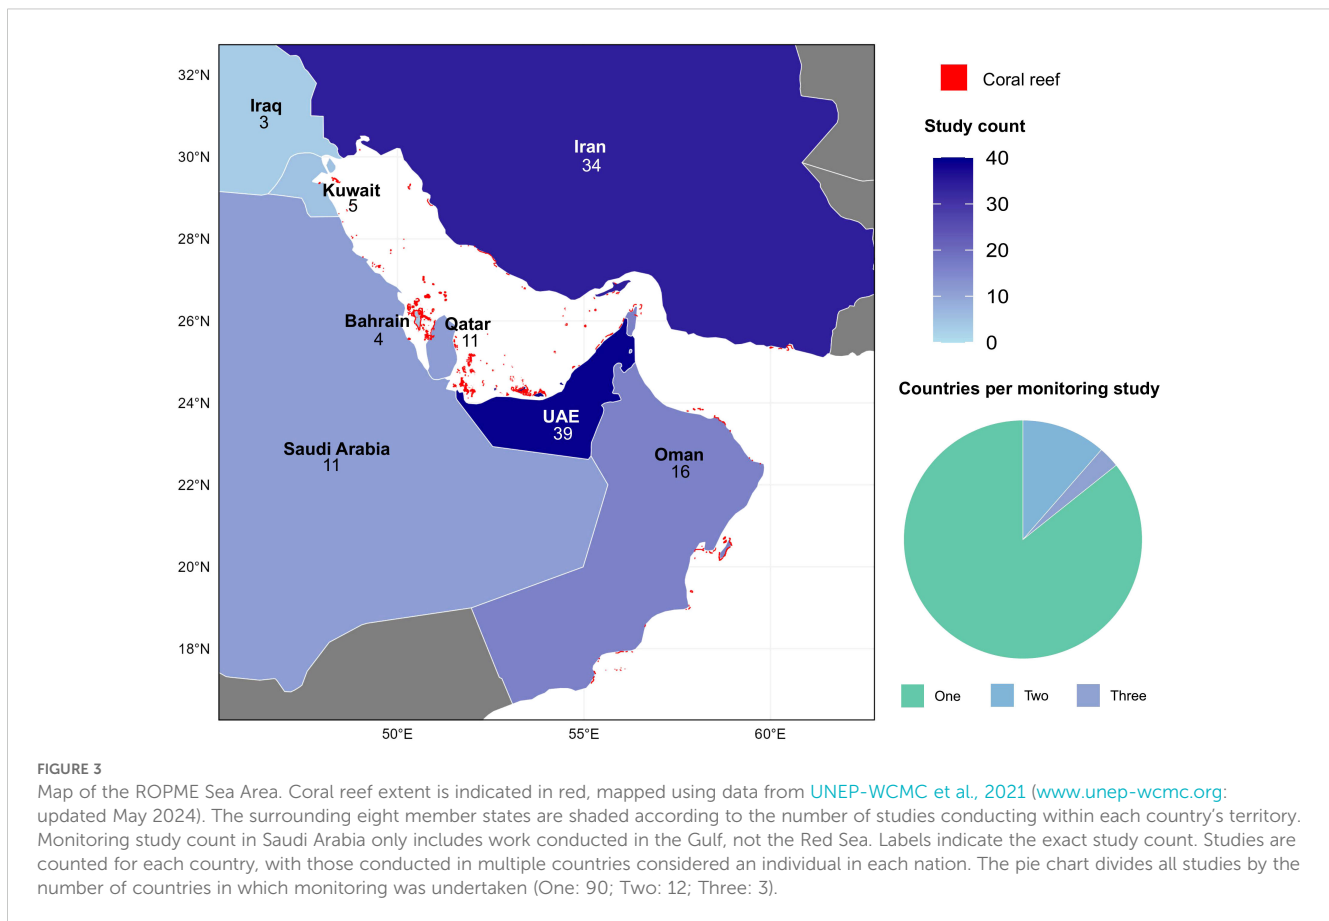 32°N
30°N
28°N
26°N
24°N
22°N
20°N
18°N
50°E
55°E
60°E
Iraq
3
Kuwait
5
Iran
34
Bahrain
4
Qatar
11
UAE
39
Saudi Arabia
11
Oman
16
Coral reef
Study count
40
30
20
10
0
Countries per monitoring study
One
Two
Three
FIGURE 3
Map of the ROPME Sea Area. Coral reef extent is indicated in red, mapped using data from UNEP-WCMC et al., 2021 (www.unep-wcmc.org:
updated May 2024). The surrounding eight member states are shaded according to the number of studies conducting within each country's territory.
Monitoring study count in Saudi Arabia only includes work conducted in the Gulf, not the Red Sea. Labels indicate the exact study count. Studies are
counted for each country, with those conducted in multiple countries considered an individual in each nation. The pie chart divides all studies by the
number of countries in which monitoring was undertaken (One: 90; Two: 12; Three: 3).